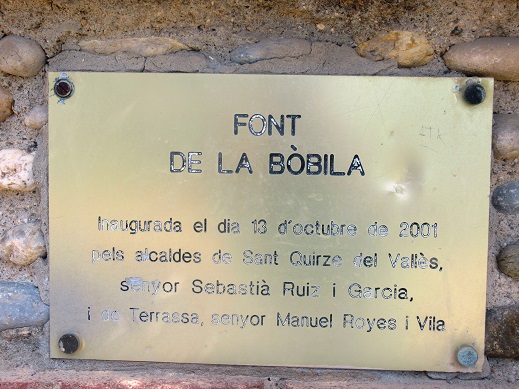 FONT
DE LA BÒBILA
Inaugurada el dia 13 d'octubre de 2001
pels alcaldes de Sant Quirze del Vallès,
senyor Sebastià Ruiz i Garcia,
i de Terrassa, senyor Manuel Royes i Vila